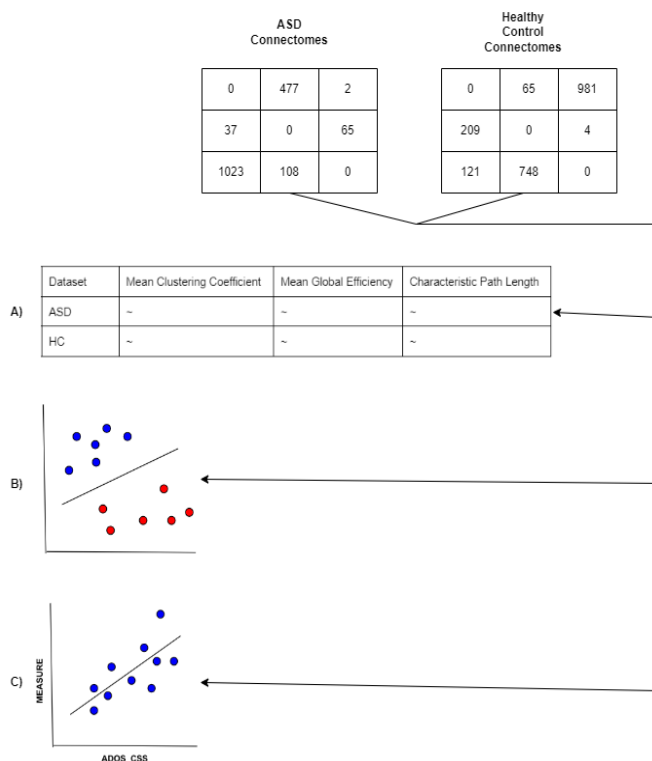 ASD
Connectomes
Healthy
Control
Connectomes
0 477 2
37 0 65
1023 108 0
0 65 981
209 0 4
121 748 0
A)
Dataset Mean Clustering Coefficient Mean Global Efficiency Characteristic Path Length
ASD ~ ~ ~
HC ~ ~ ~
B)
C)
MEASURE
ADOS_CSS